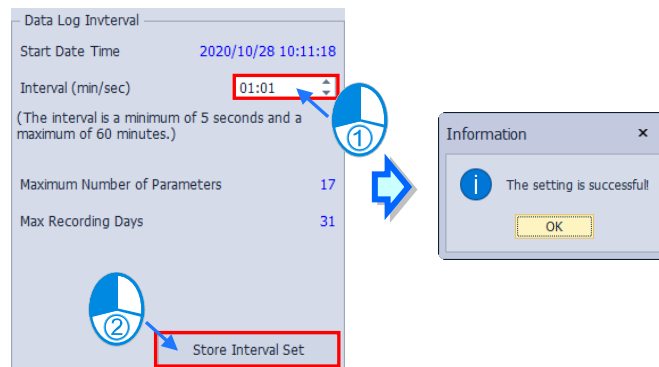 Data Log Invterval
Start Date Time 2020/10/28 10:11:18
Interval (min/sec) 01:01
(The interval is a minimum of 5 seconds and a
maximum of 60 minutes.)
①
Maximum Number of Parameters 17
Max Recording Days 31
②
Store Interval Set
Information x
i The setting is successful!
OK